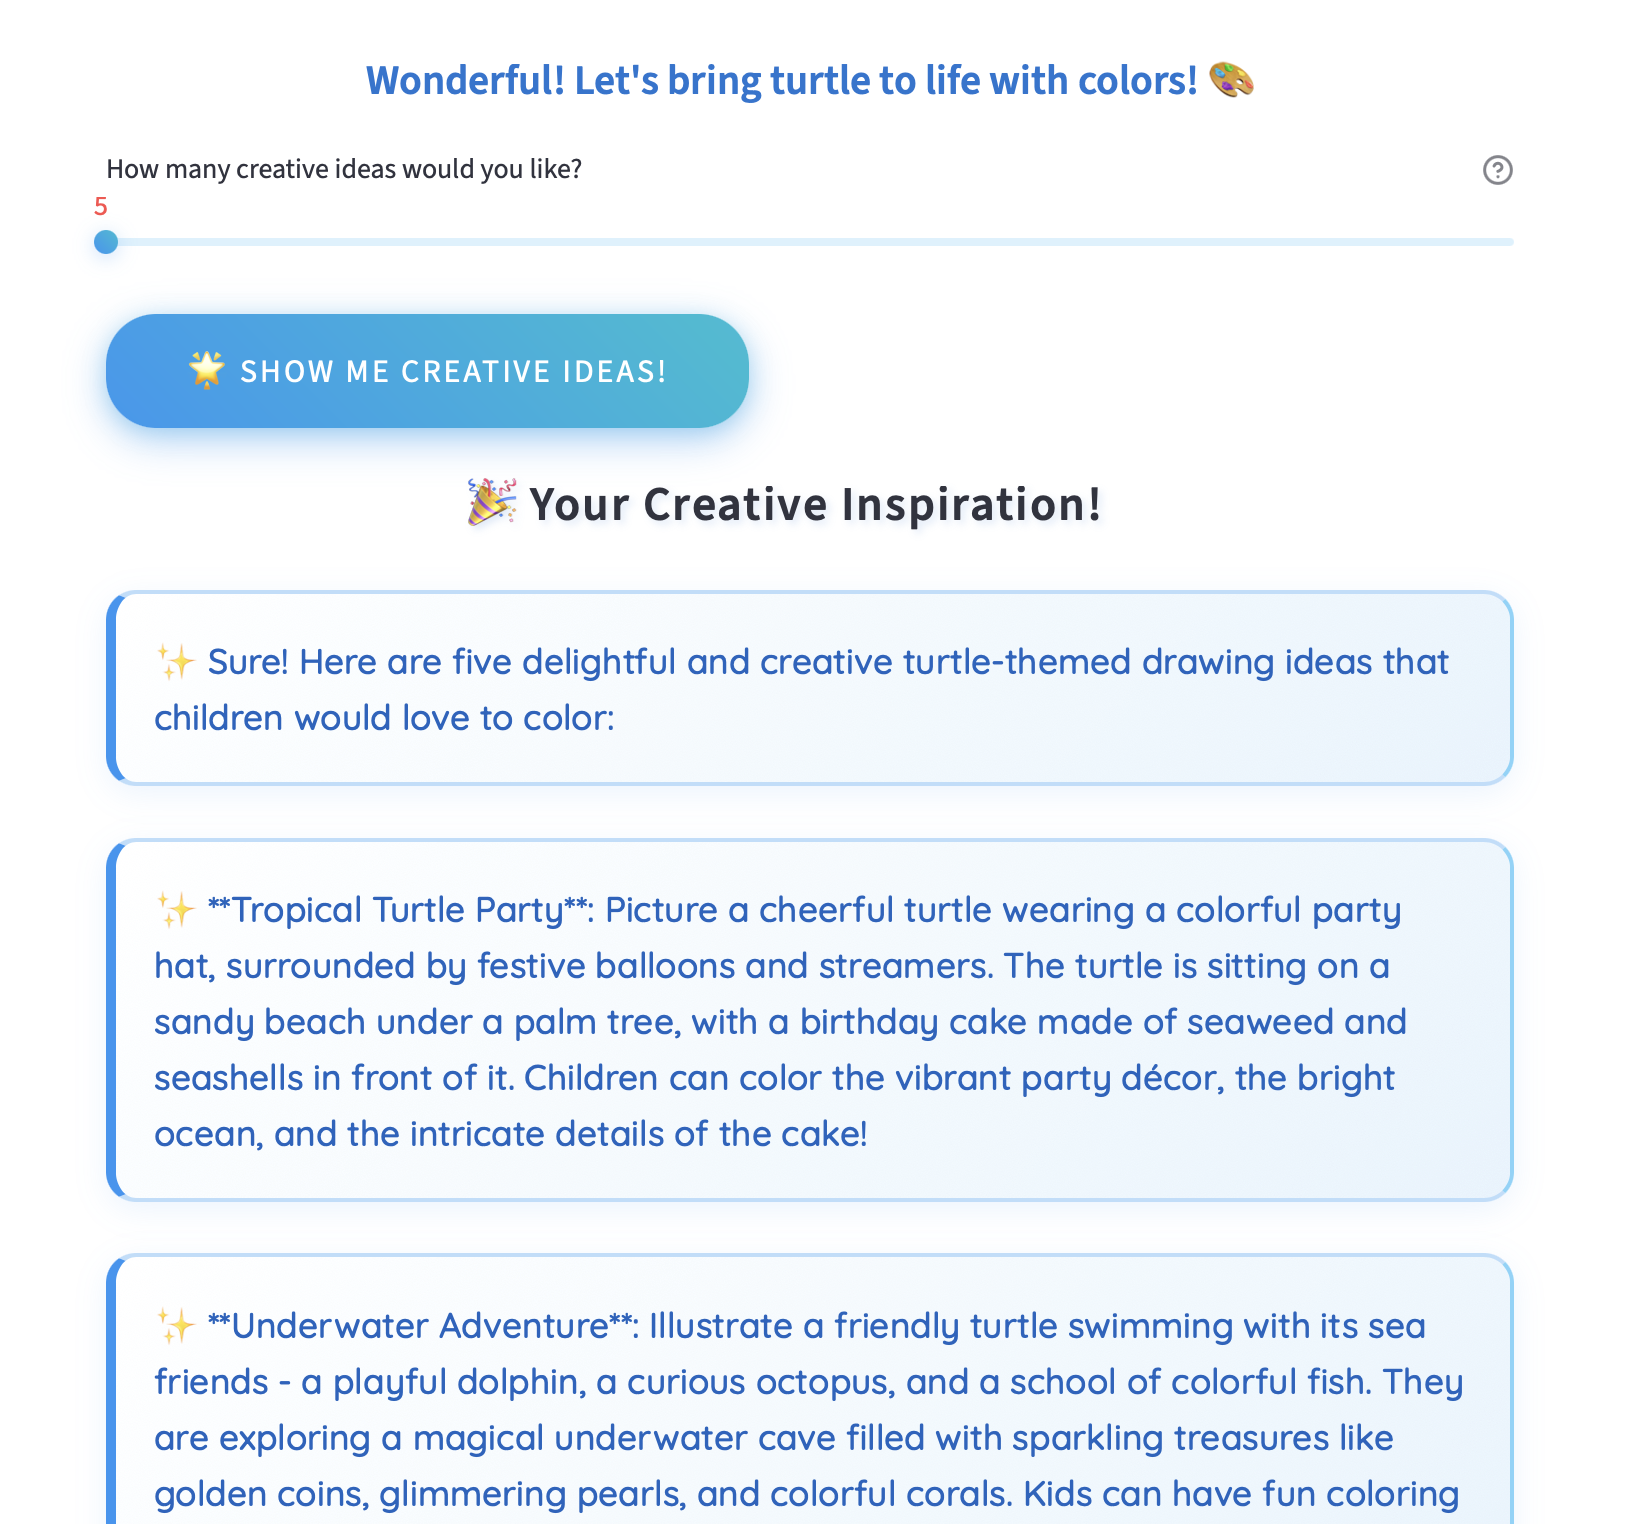 Wonderful! Let's bring turtle to life with colors! 🎨
How many creative ideas would you like?
5
🌟 SHOW ME CREATIVE IDEAS!
🎉 Your Creative Inspiration!
✨ Sure! Here are five delightful and creative turtle-themed drawing ideas that
children would love to color:
✨ **Tropical Turtle Party**: Picture a cheerful turtle wearing a colorful party
hat, surrounded by festive balloons and streamers. The turtle is sitting on a
sandy beach under a palm tree, with a birthday cake made of seaweed and
seashells in front of it. Children can color the vibrant party décor, the bright
ocean, and the intricate details of the cake!
✨ **Underwater Adventure**: Illustrate a friendly turtle swimming with its sea
friends - a playful dolphin, a curious octopus, and a school of colorful fish. They
are exploring a magical underwater cave filled with sparkling treasures like
golden coins, glimmering pearls, and colorful corals. Kids can have fun coloring